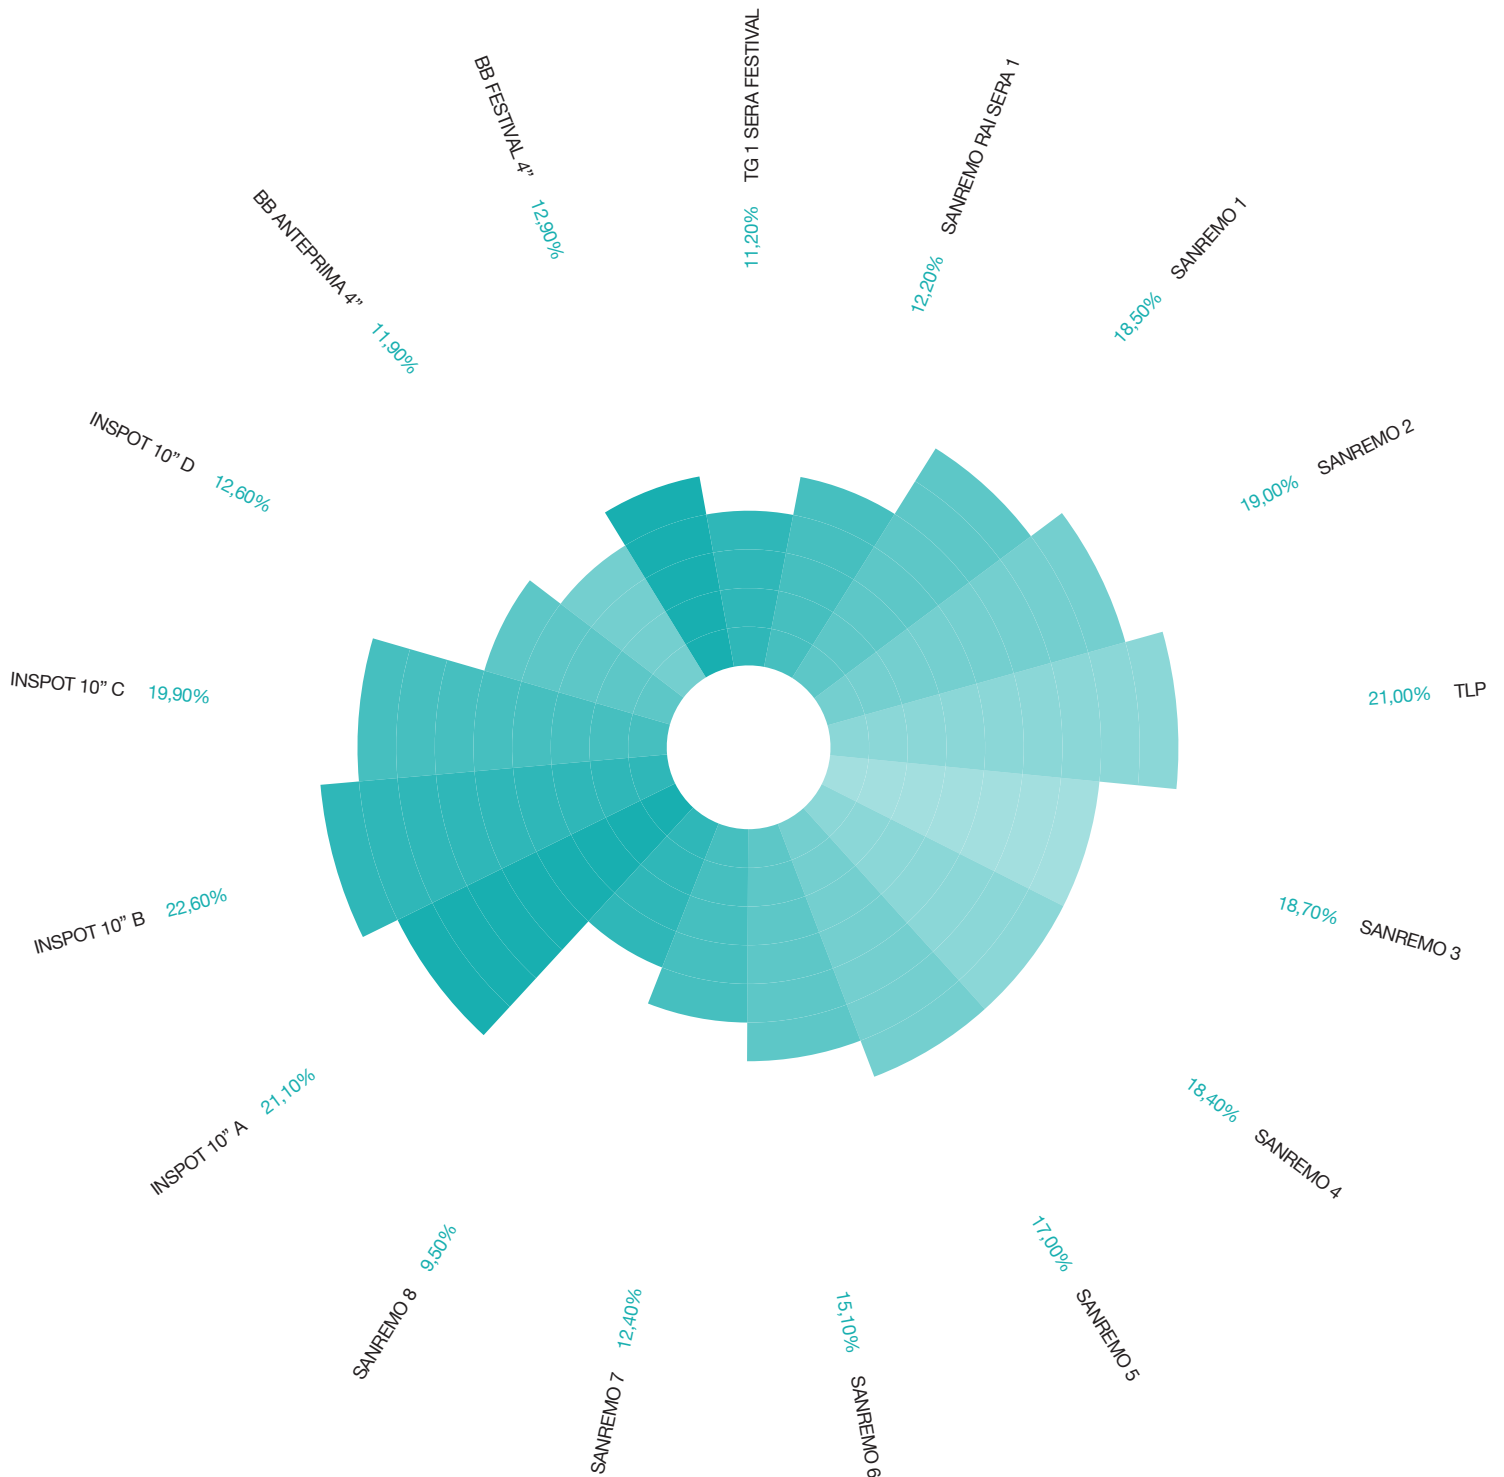 TG 1 SERA FESTIVAL
11,20%
SANREMO RAI SERA 1
12,20%
SANREMO 1
18,50%
SANREMO 2
19,00%
TLP
21,00%
SANREMO 3
18,70%
SANREMO 4
18,40%
SANREMO 5
17,00%
SANREMO 6
15,10%
SANREMO 7
12,40%
SANREMO 8
9,50%
INSPOT 10” A
21,10%
INSPOT 10” B
22,60%
INSPOT 10” C
19,90%
INSPOT 10” D
12,60%
BB ANTEPRIMA 4”
11,90%
BB FESTIVAL 4”
12,90%